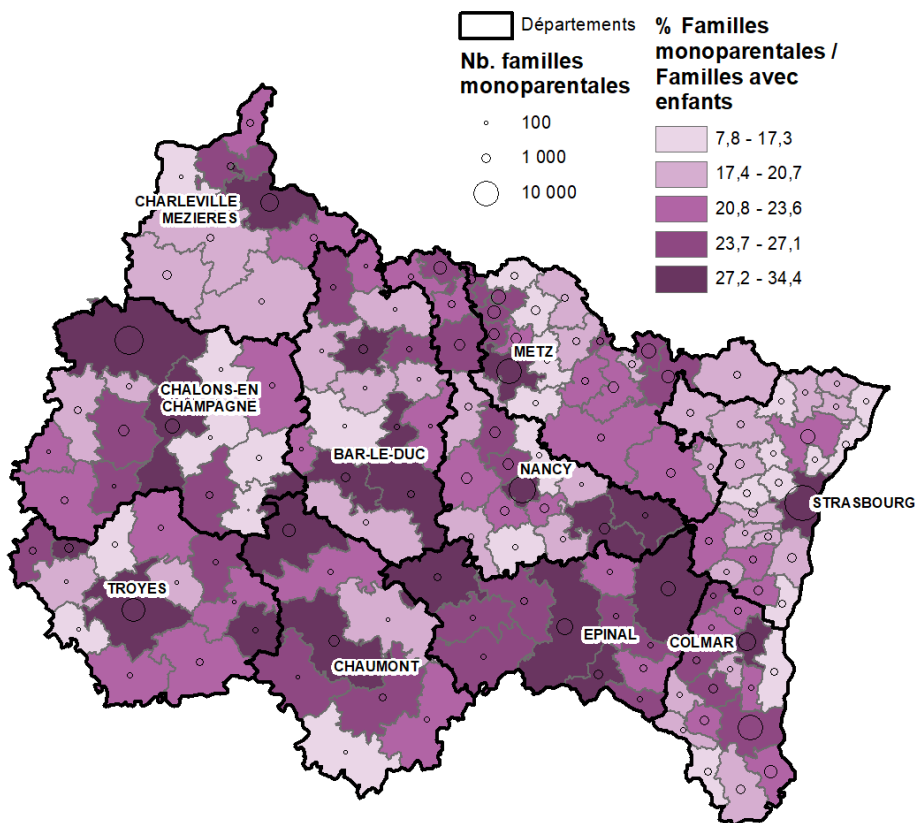 Départements
Nb. familles
monoparentales
100
1 000
10 000
% Familles
monoparentales /
Familles avec
enfants
7,8 - 17,3
17,4 - 20,7
20,8 - 23,6
23,7 - 27,1
27,2 - 34,4
CHARLEVILLE
MEZIERES
METZ
CHALONS-EN
CHAMPAGNE
BAR-LE-DUC
NANCY
STRASBOURG
TROYES
EPINAL
COLMAR
CHAUMONT